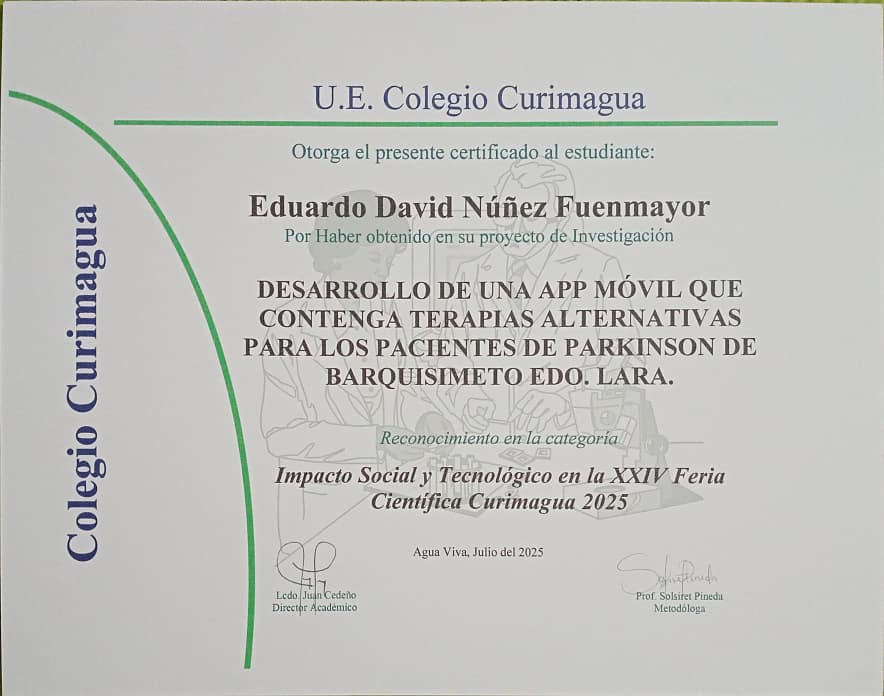 U.E. Colegio Curimagua
Otorga el presente certificado al estudiante:
Eduardo David Núñez Fuenmayor
Por Haber obtenido en su proyecto de Investigación
DESARROLLO DE UNA APP MÓVIL QUE
CONTENGA TERAPIAS ALTERNATIVAS
PARA LOS PACIENTES DE PARKINSON DE
BARQUISIMETO EDO. LARA.
Reconocimiento en la categoría
Impacto Social y Tecnológico en la XXIV Feria
Científica Curimagua 2025
Agua Viva, Julio del 2025
Lcdo. Juan Cedeño
Director Académico
Solsiret Pineda
Prof. Solsiret Pineda
Metodóloga
Colegio Curimagua